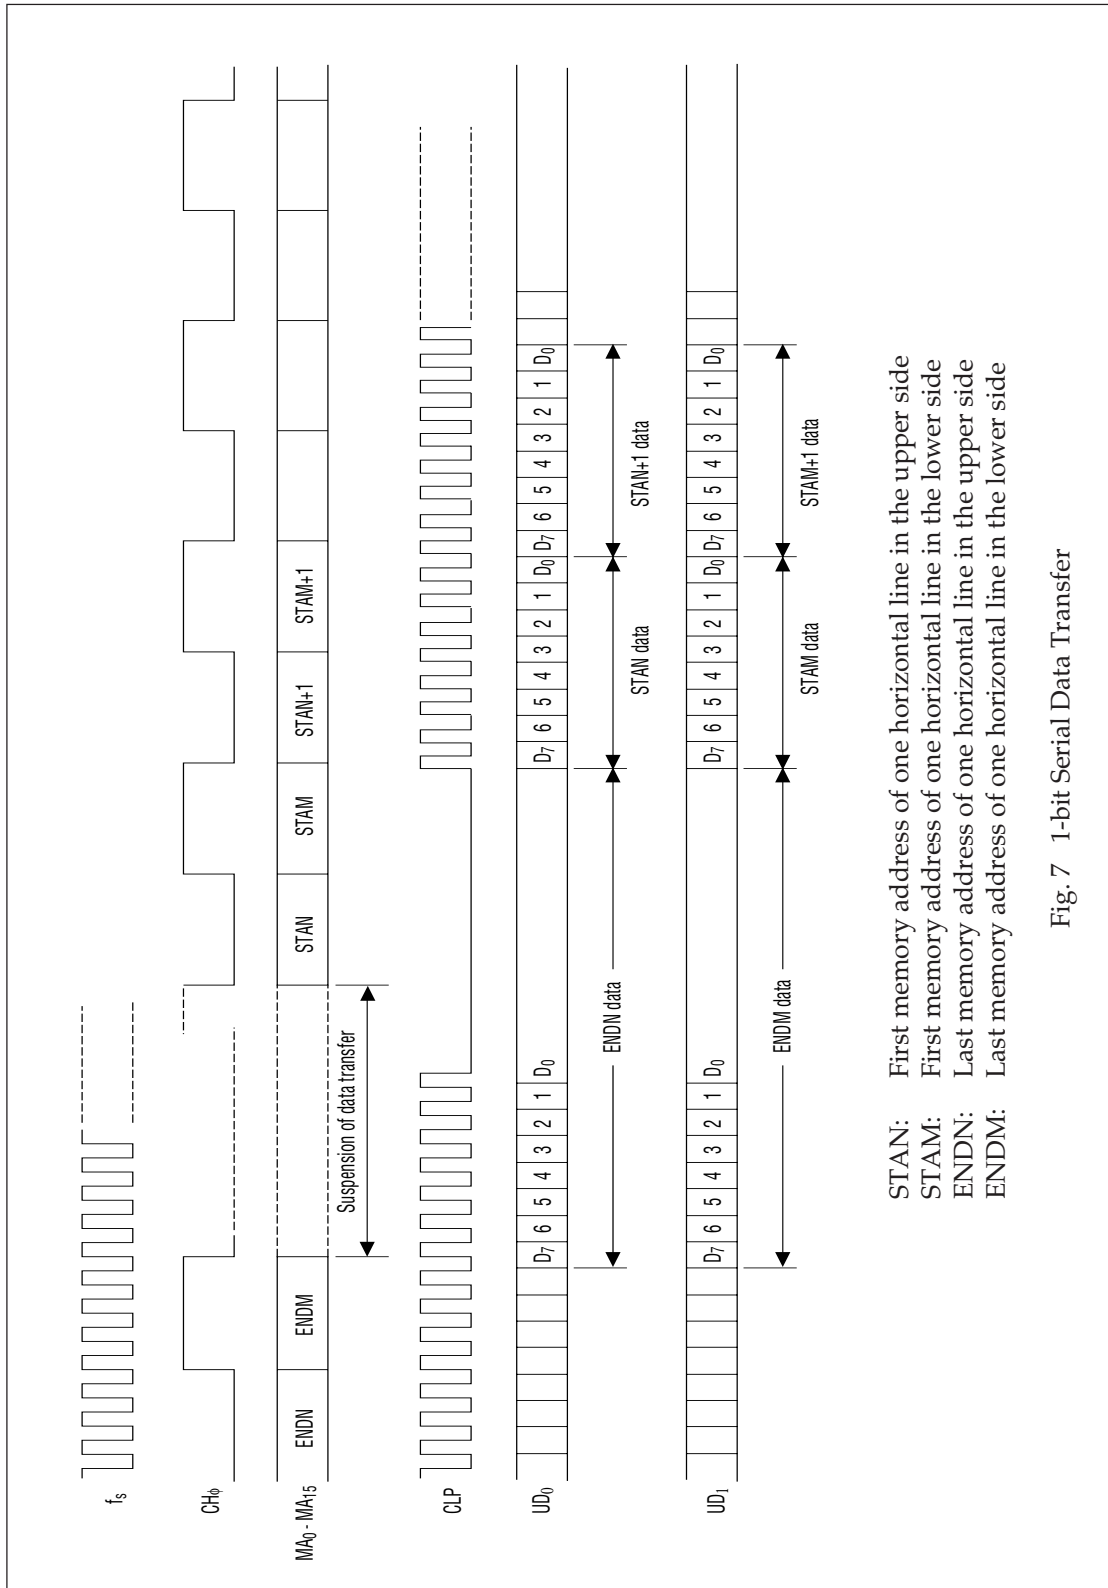 f_s
CHϕ
MA₀ - MA₁₅
ENDN ENDM STAN STAM STAN+1 STAM+1
Suspension of data transfer
CLP
UD₀
D₇ 6 5 4 3 2 1 D₀ D₇ 6 5 4 3 2 1 D₀ D₇ 6 5 4 3 2 1 D₀
ENDN data STAN data STAN+1 data
UD₁
D₇ 6 5 4 3 2 1 D₀ D₇ 6 5 4 3 2 1 D₀ D₇ 6 5 4 3 2 1 D₀
ENDM data STAM data STAM+1 data
STAN: First memory address of one horizontal line in the upper side
STAM: First memory address of one horizontal line in the lower side
ENDN: Last memory address of one horizontal line in the upper side
ENDM: Last memory address of one horizontal line in the lower side
Fig. 7 1-bit Serial Data Transfer